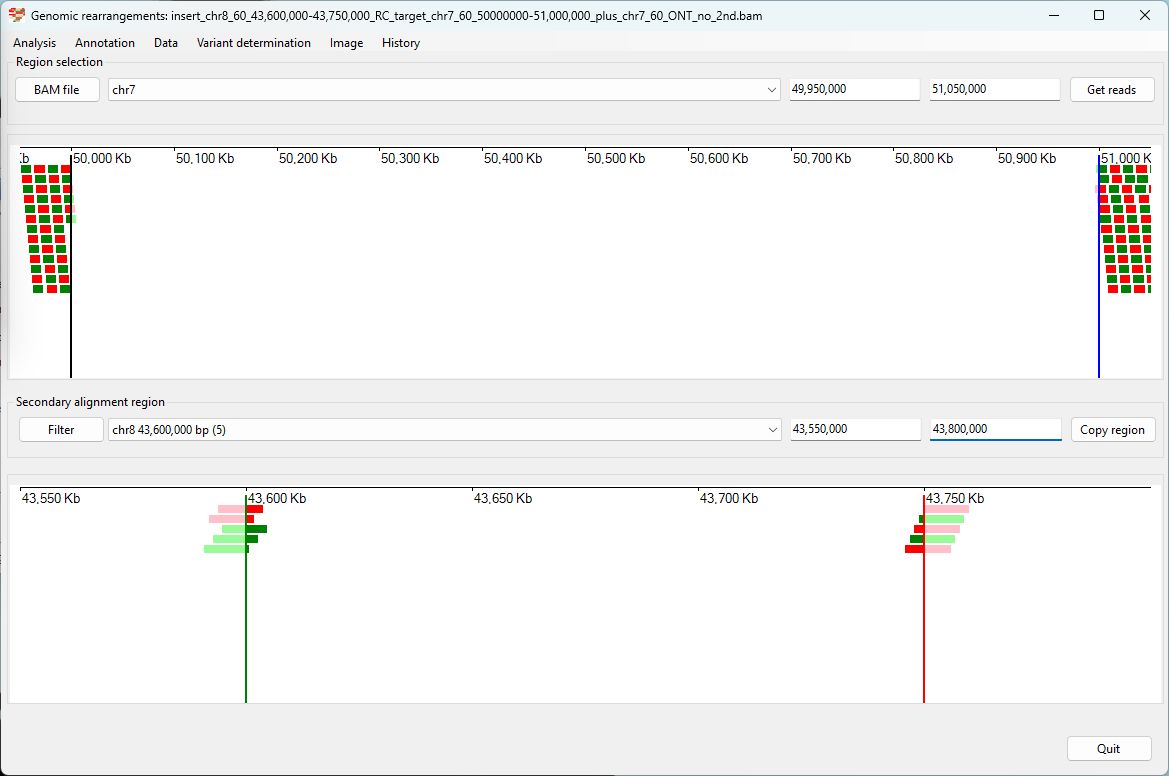 Genomic rearrangements: insert_chr8_60_43,600,000-43,750,000_RC_target_chr7_60_50000000-51,000,000_plus_chr7_60_ONT_no_2nd.bam
Analysis Annotation Data Variant determination Image History
Region selection
BAM file chr7 49,950,000 51,050,000 Get reads
50,000 Kb 50,100 Kb 50,200 Kb 50,300 Kb 50,400 Kb 50,500 Kb 50,600 Kb 50,700 Kb 50,800 Kb 50,900 Kb 51,000 K
Secondary alignment region
Filter chr8 43,600,000 bp (5) 43,550,000 43,800,000 Copy region
43,550 Kb 43,600 Kb 43,650 Kb 43,700 Kb 43,750 Kb
Quit